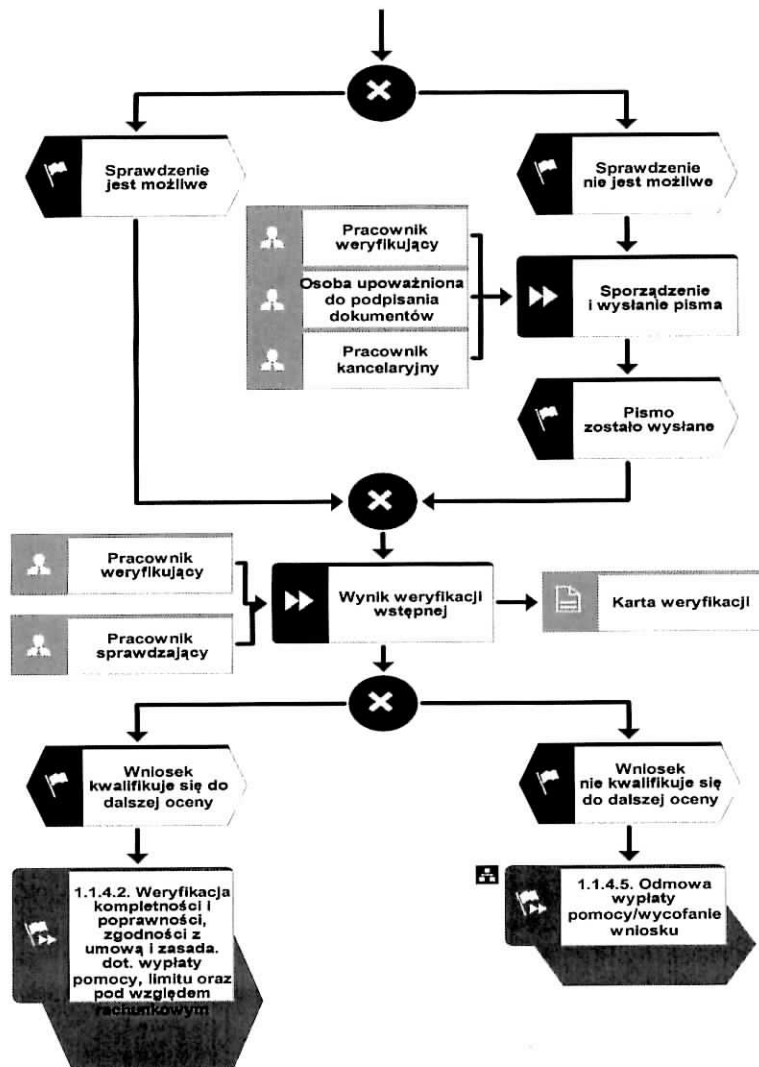 Sprawdzenie
jest możliwe
Sprawdzenie
nie jest możliwe
Pracownik
weryfikujący
Osoba upoważniona
do podpisania
dokumentów
Pracownik
kancelaryjny
Sporządzenie
i wysłanie pisma
Pismo
zostało wysłane
Pracownik
weryfikujący
Pracownik
sprawdzający
Wynik weryfikacji
wstępnej
Karta weryfikacji
Wniosek
kwalifikuje się do
dalszej oceny
Wniosek
nie kwalifikuje się
do dalszej oceny
1.1.4.2. Weryfikacja
kompletności i
poprawności,
zgodności z
umową i zasada.
dot. wypłaty
pomocy, limitu oraz
pod względem
rachunkowym
1.1.4.5. Odmowa
wypłaty
pomocy/wycofanie
wniosku